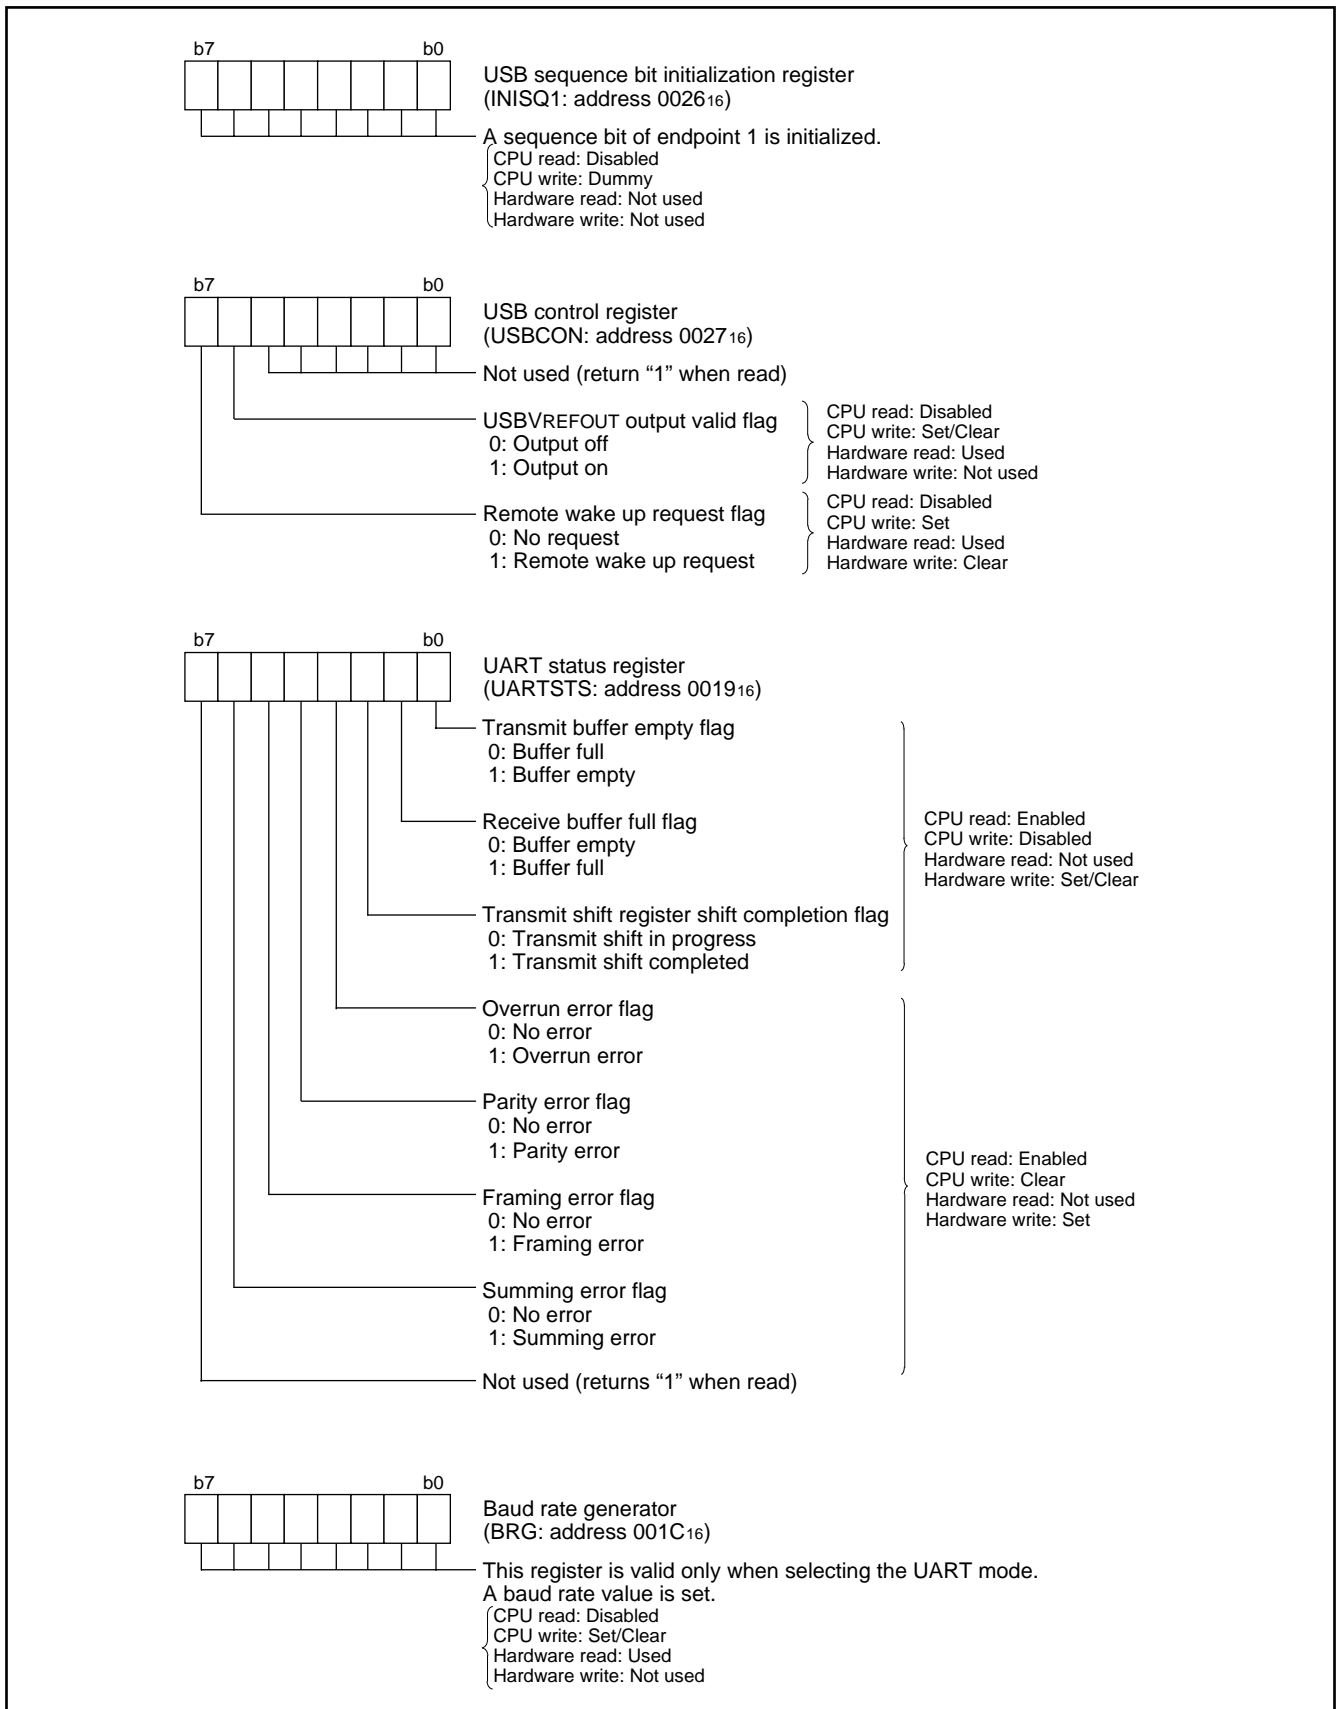 b7 b0
USB sequence bit initialization register
(INISQ1: address 002616)
A sequence bit of endpoint 1 is initialized.
CPU read: Disabled
CPU write: Dummy
Hardware read: Not used
Hardware write: Not used
b7 b0
USB control register
(USBCON: address 002716)
Not used (return “1” when read)
USBVREFOUT output valid flag
0: Output off
1: Output on
CPU read: Disabled
CPU write: Set/Clear
Hardware read: Used
Hardware write: Not used
Remote wake up request flag
0: No request
1: Remote wake up request
CPU read: Disabled
CPU write: Set
Hardware read: Used
Hardware write: Clear
b7 b0
UART status register
(UARTSTS: address 001916)
Transmit buffer empty flag
0: Buffer full
1: Buffer empty
Receive buffer full flag
0: Buffer empty
1: Buffer full
Transmit shift register shift completion flag
0: Transmit shift in progress
1: Transmit shift completed
CPU read: Enabled
CPU write: Disabled
Hardware read: Not used
Hardware write: Set/Clear
Overrun error flag
0: No error
1: Overrun error
Parity error flag
0: No error
1: Parity error
Framing error flag
0: No error
1: Framing error
Summing error flag
0: No error
1: Summing error
Not used (returns “1” when read)
CPU read: Enabled
CPU write: Clear
Hardware read: Not used
Hardware write: Set
b7 b0
Baud rate generator
(BRG: address 001C16)
This register is valid only when selecting the UART mode.
A baud rate value is set.
CPU read: Disabled
CPU write: Set/Clear
Hardware read: Used
Hardware write: Not used